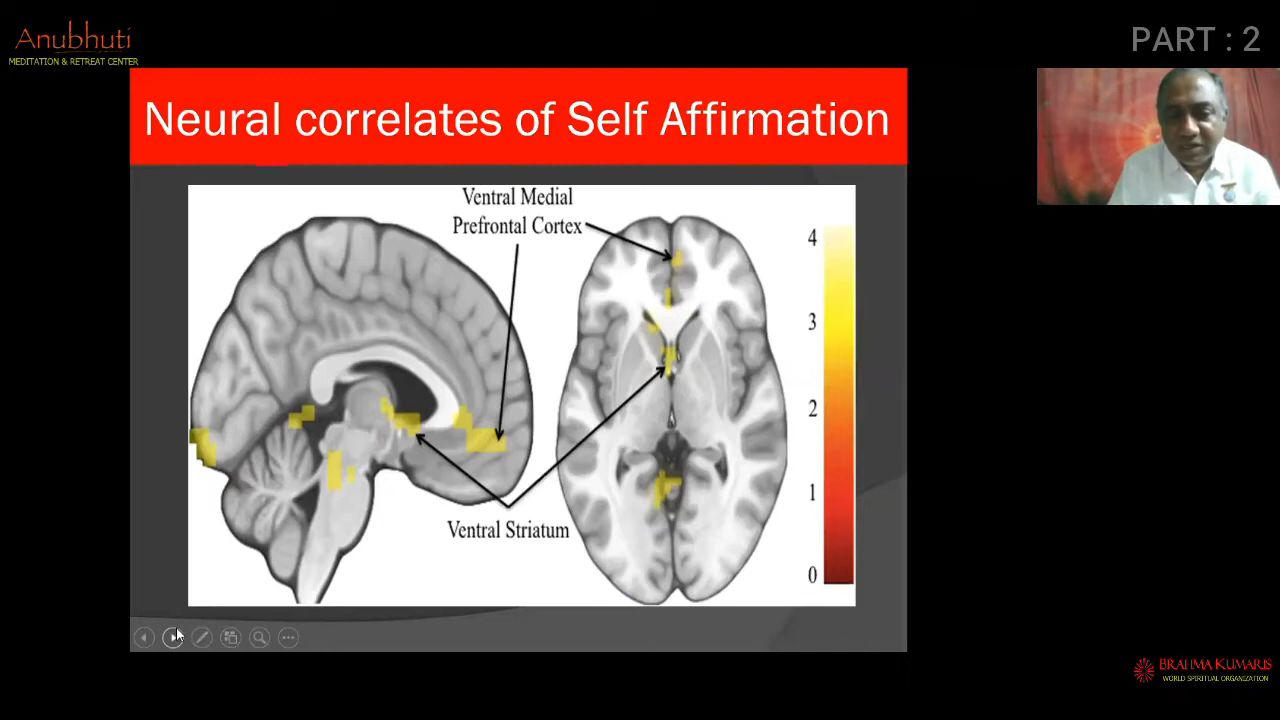 Anubhuti
MEDITATION & RETREAT CENTER
PART : 2
Neural correlates of Self Affirmation
Ventral Medial
Prefrontal Cortex
Ventral Striatum
4
3
2
1
0
BRAHMA KUMARIS
WORLD SPIRITUAL ORGANIZATION